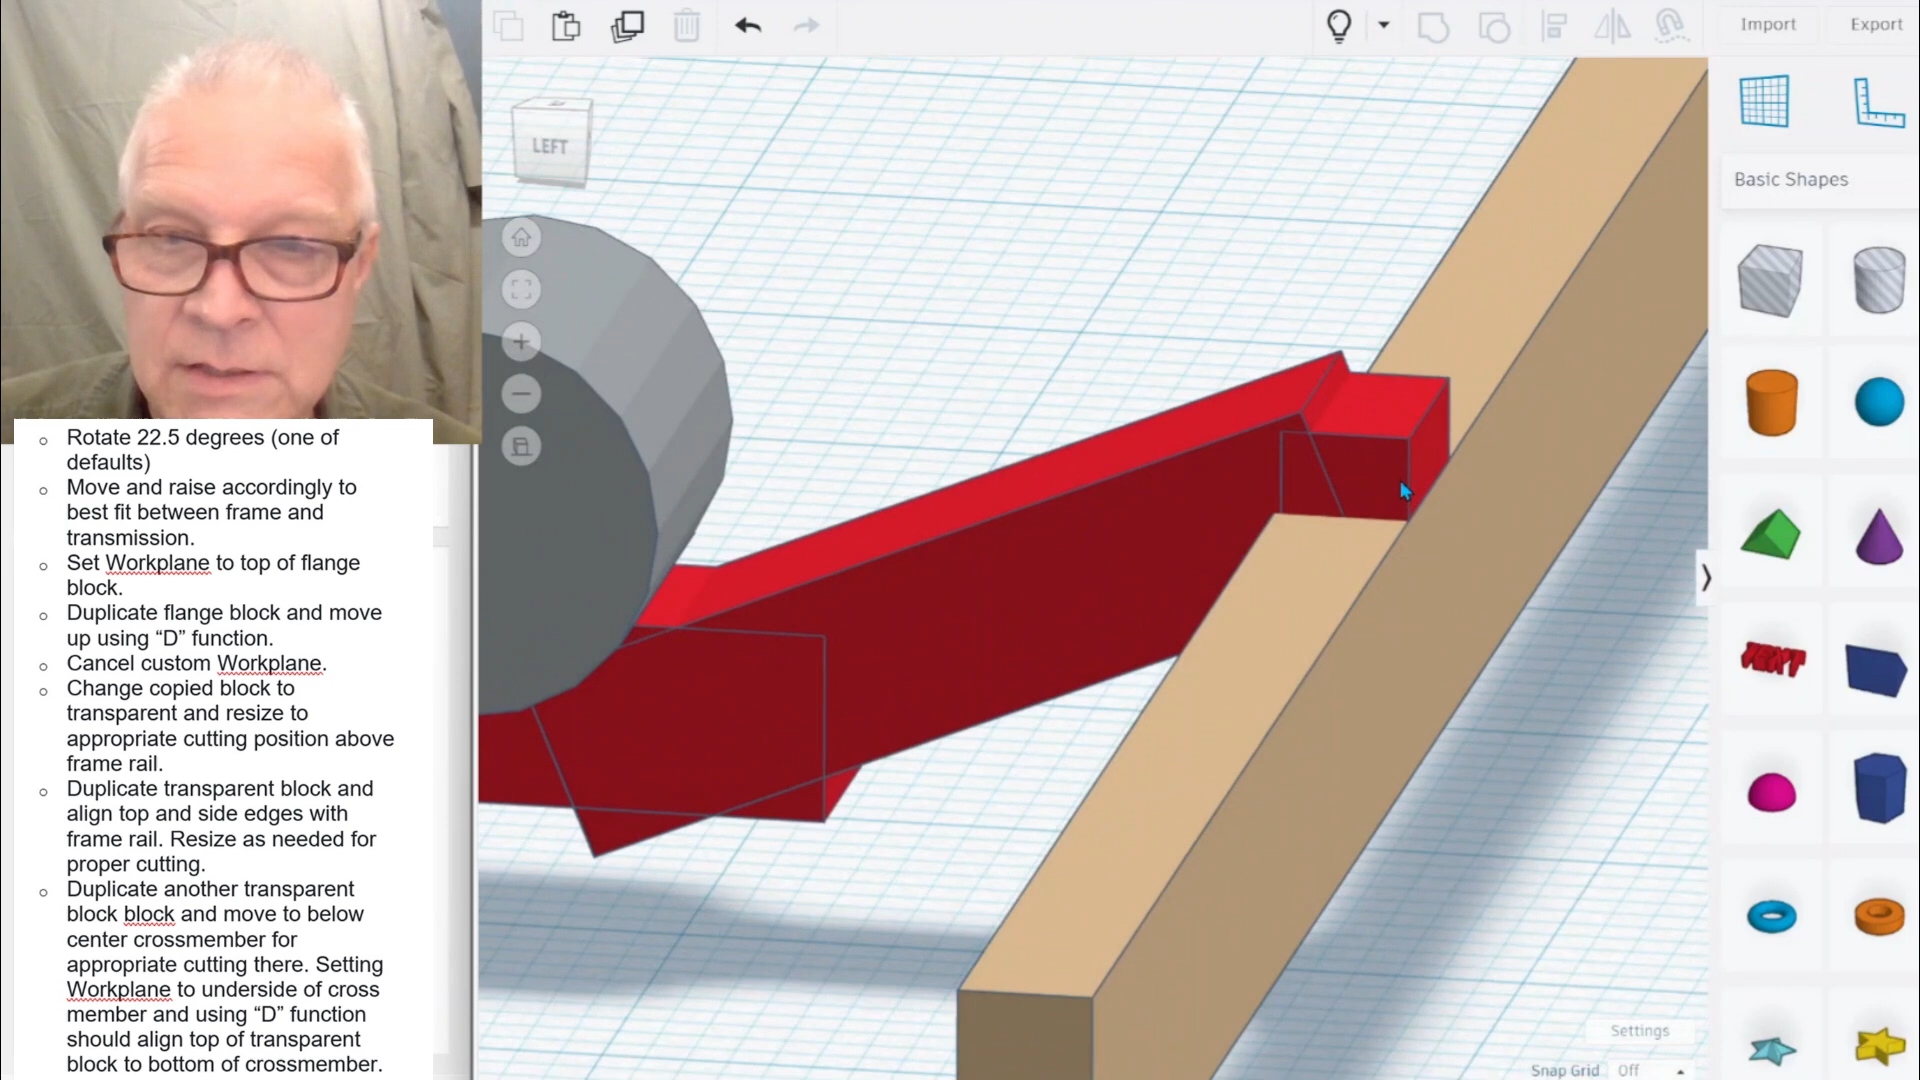 Import
Export
LEFT
Basic Shapes
TEXT
Rotate 22.5 degrees (one of
defaults)
Move and raise accordingly to
best fit between frame and
transmission.
Set Workplane to top of flange
block.
Duplicate flange block and move
up using “D” function.
Cancel custom Workplane.
Change copied block to
transparent and resize to
appropriate cutting position above
frame rail.
Duplicate transparent block and
align top and side edges with
frame rail. Resize as needed for
proper cutting.
Duplicate another transparent
block block and move to below
center crossmember for
appropriate cutting there. Setting
Workplane to underside of cross
member and using “D” function
should align top of transparent
block to bottom of crossmember.
Settings
Snap Grid Off